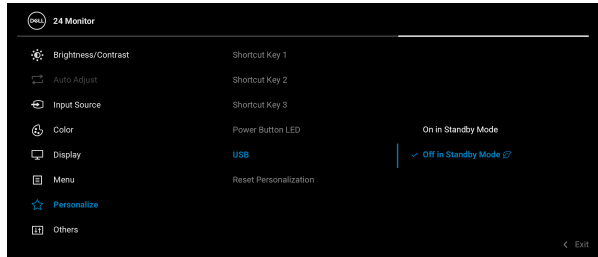 DELL 24 Monitor
Brightness/Contrast Shortcut Key 1
Auto Adjust Shortcut Key 2
Input Source Shortcut Key 3
Color Power Button LED On in Standby Mode
Display USB Off in Standby Mode
Menu Reset Personalization
Personalize
Others
Exit